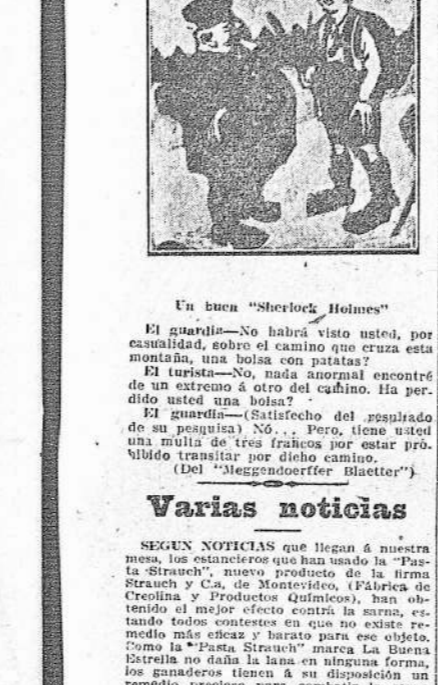 Un buen "Sherlock Holmes"
El guardia—No habrá visto usted, por
casualidad, sobre el camino que cruza esta
montaña, una bolsa con patatas?
El turista—No, nada anormal encontré
de un extremo á otro del camino. Ha per-
dido usted una bolsa?
El guardia—(Satisfecho del resultado
de su pesquisa) Nó... Pero, tiene usted
una multa de tres francos por estar pro-
hibido transitar por dicho camino.
(Del "Meggendoerffer Blaetter")
Varias noticias
SEGUN NOTICIAS que llegan á nuestra
mesa, los estancieros que han usado la "Pas-
ta Strauch", nuevo producto de la firma
Strauch y C.a, de Montevideo, (Fábrica de
Creolina y Productos Químicos), han ob-
tenido el mejor efecto contra la sarna, es-
tando todos contestes en que no existe re-
medio más eficaz y barato para ese objeto.
Como la "Pasta Strauch" marca La Buena
Estrella no daña la lana en ninguna forma,
los ganaderos tienen á su disposición un